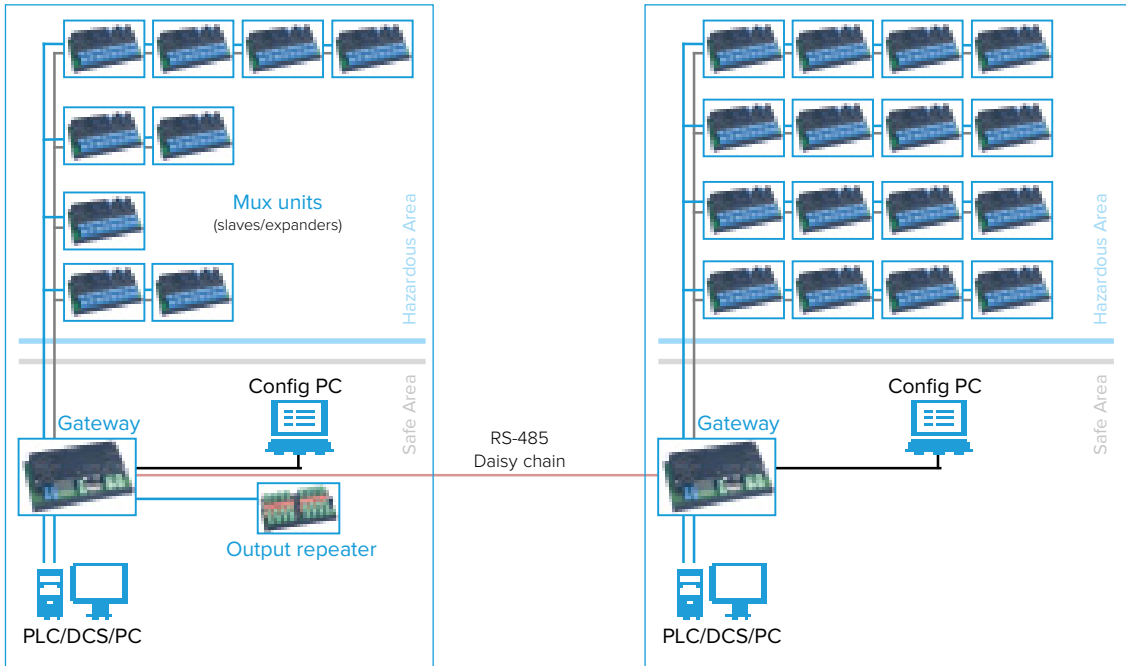 Mux units
(slaves/expanders)
Hazardous Area
Safe Area
Config PC
Gateway
Output repeater
PLC/DCS/PC
RS-485
Daisy chain
Hazardous Area
Safe Area
Config PC
Gateway
PLC/DCS/PC